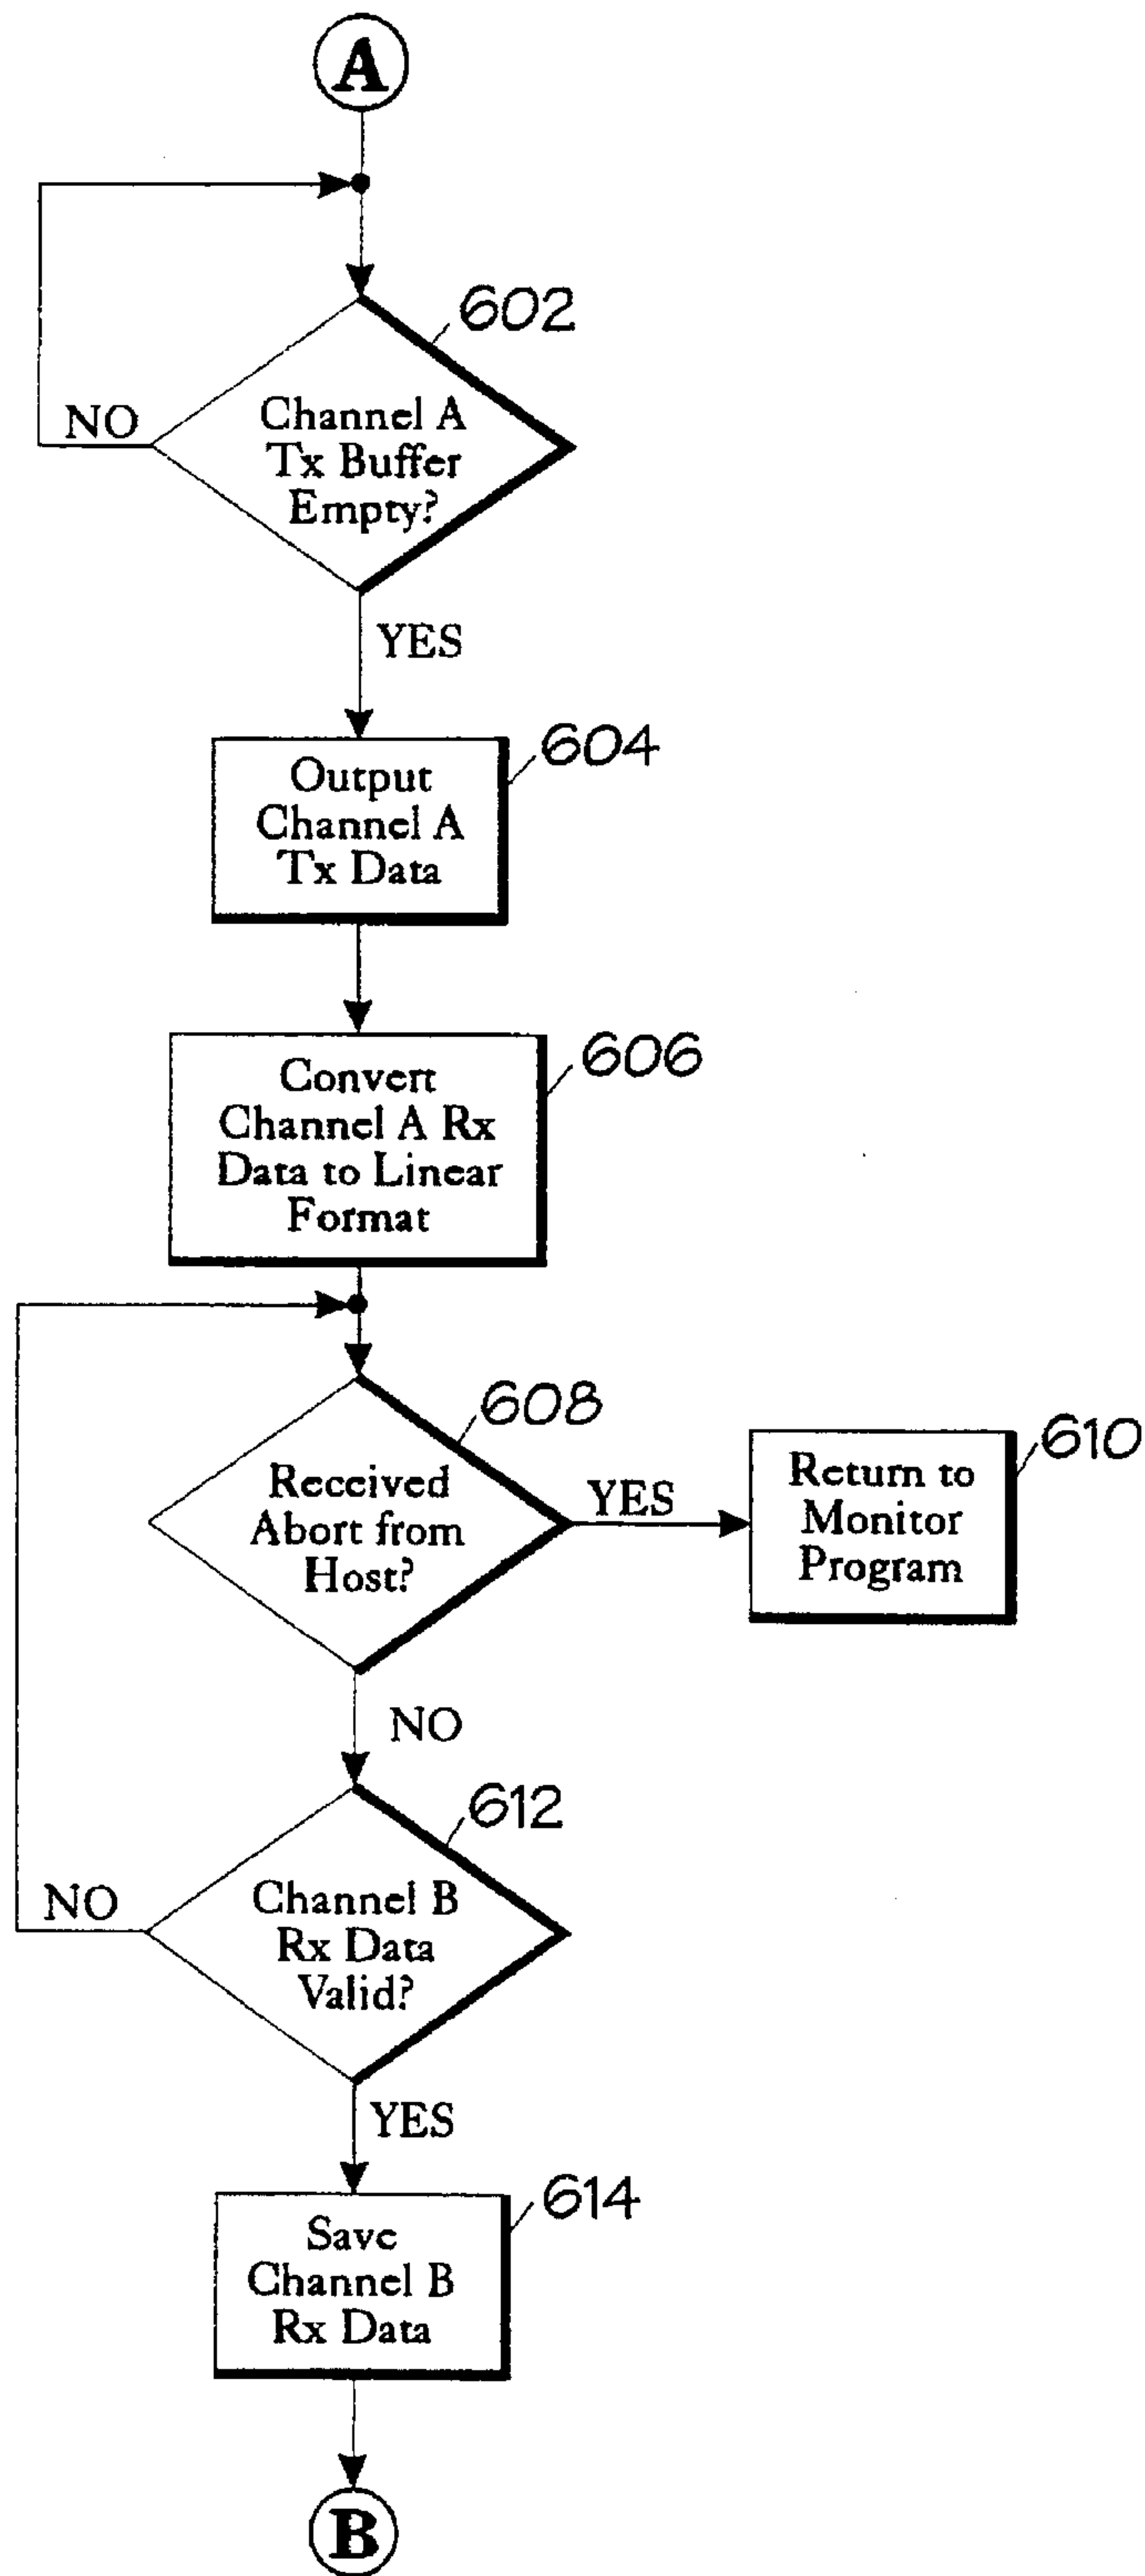 A
602
Channel A
Tx Buffer
Empty?
NO
YES
604
Output
Channel A
Tx Data
606
Convert
Channel A Rx
Data to Linear
Format
608
Received
Abort from
Host?
YES
610
Return to
Monitor
Program
NO
612
Channel B
Rx Data
Valid?
NO
YES
614
Save
Channel B
Rx Data
B